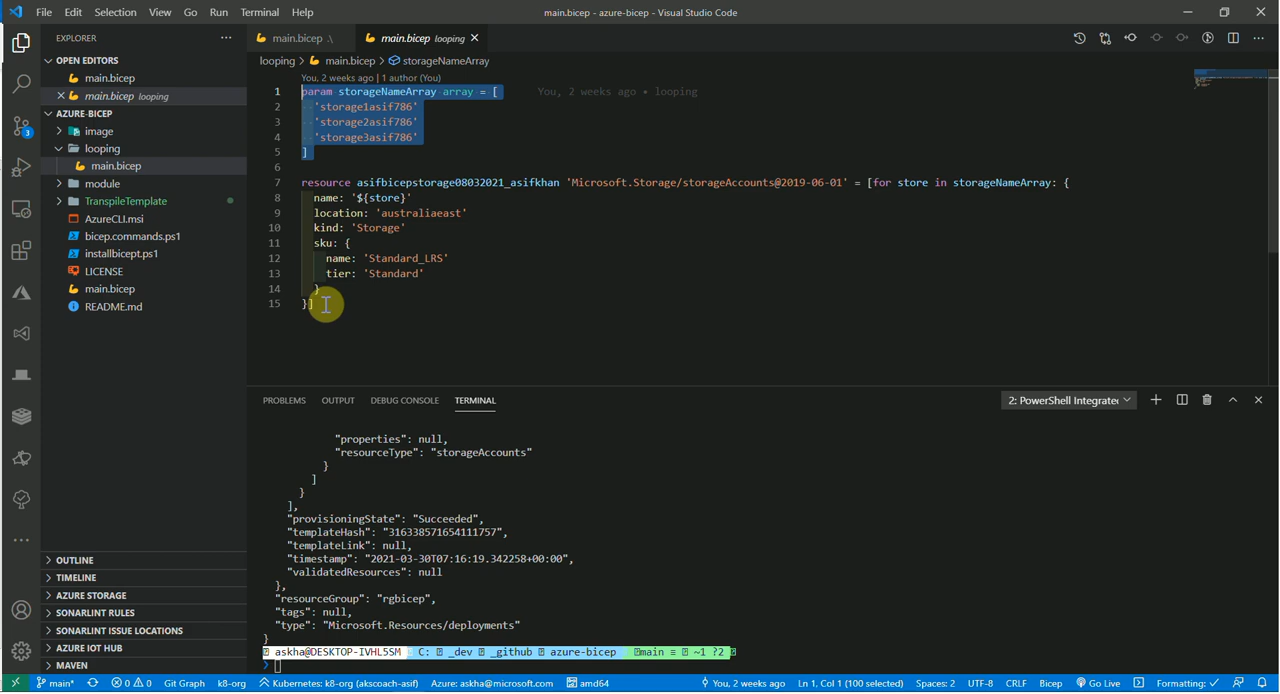 File Edit Selection View Go Run Terminal Help
main.bicep - azure-bicep - Visual Studio Code
EXPLORER
OPEN EDITORS
main.bicep
main.bicep looping
AZURE-BICEP
image
looping
main.bicep
module
TranspileTemplate
AzureCLI.msi
bicep.commands.ps1
installbicept.ps1
LICENSE
main.bicep
README.md
OUTLINE
TIMELINE
AZURE STORAGE
SONARLINT RULES
SONARLINT ISSUE LOCATIONS
AZURE IOT HUB
MAVEN
3
main.bicep .\
main.bicep looping
looping > main.bicep > storageNameArray
You, 2 weeks ago | 1 author (You)
1 param storageNameArray array = [ You, 2 weeks ago • looping
2 'storage1asif786'
3 'storage2asif786'
4 'storage3asif786'
5 ]
6
7 resource asifbicepstorage08032021_asifkhan 'Microsoft.Storage/storageAccounts@2019-06-01' = [for store in storageNameArray: {
8 name: '${store}'
9 location: 'australiaeast'
10 kind: 'Storage'
11 sku: {
12 name: 'Standard_LRS'
13 tier: 'Standard'
14 }
15 }]
PROBLEMS OUTPUT DEBUG CONSOLE TERMINAL
2: PowerShell Integrated
"properties": null,
"resourceType": "storageAccounts"
}
]
}
],
"provisioningState": "Succeeded",
"templateHash": "316338571654111757",
"templateLink": null,
"timestamp": "2021-03-30T07:16:19.342258+00:00",
"validatedResources": null
},
"resourceGroup": "rgbicep",
"tags": null,
"type": "Microsoft.Resources/deployments"
}
askha@DESKTOP-IVHL5SM C: _dev _github azure-bicep main ≡ ~1 ?2
❯
main* 0 0 Git Graph k8-org Kubernetes: k8-org (akscoach-asif) Azure: askha@microsoft.com amd64 You, 2 weeks ago Ln 1, Col 1 (100 selected) Spaces: 2 UTF-8 CRLF Bicep Go Live Formatting: ✓